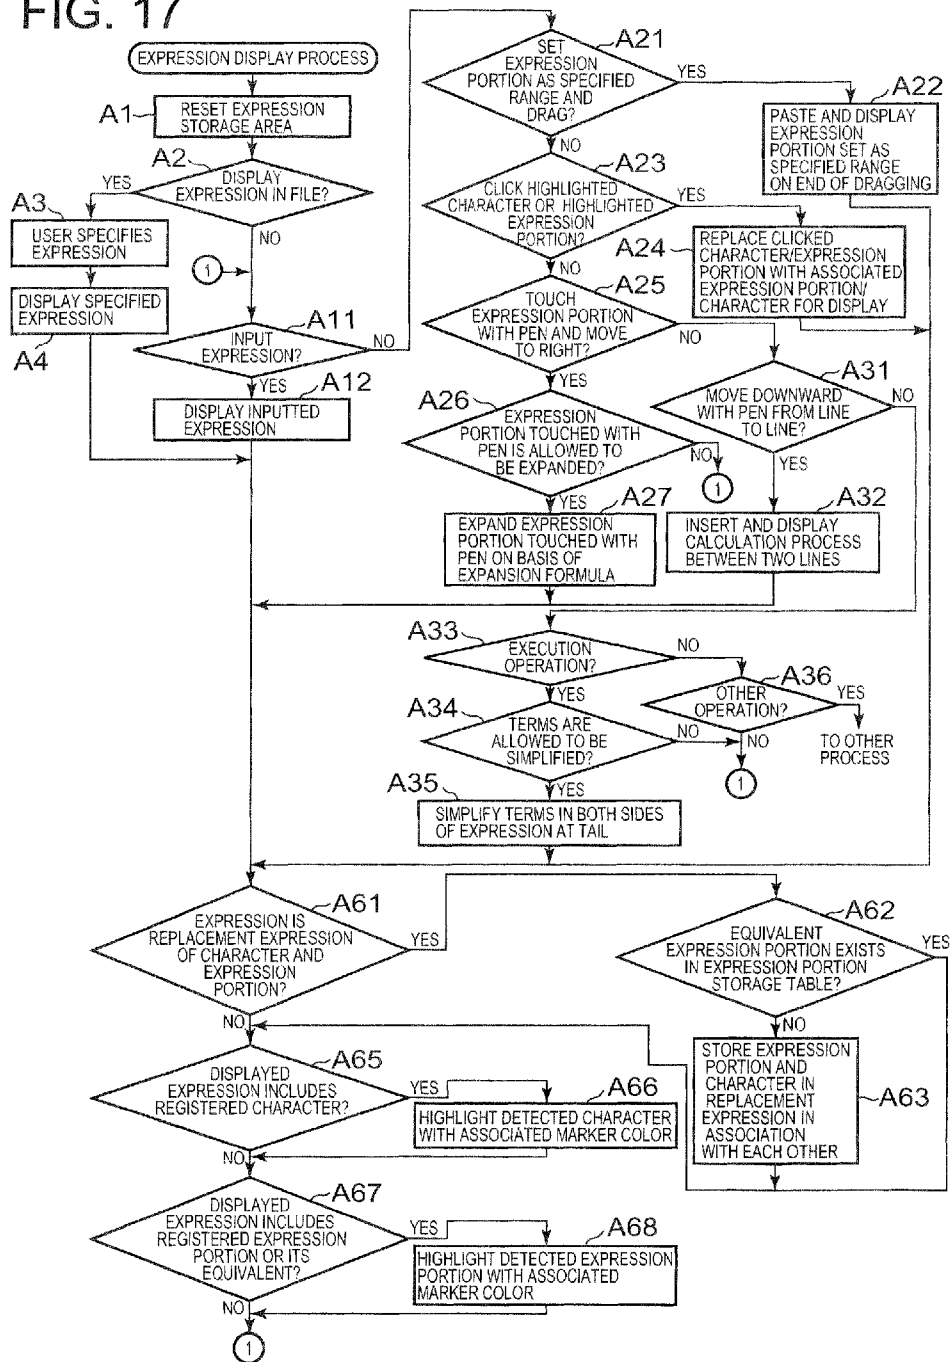 FIG. 17
EXPRESSION DISPLAY PROCESS
A1
RESET EXPRESSION
STORAGE AREA
A2
DISPLAY
EXPRESSION IN FILE?
YES
NO
A3
USER SPECIFIES
EXPRESSION
DISPLAY SPECIFIED
EXPRESSION
A4
1
A11
INPUT
EXPRESSION?
NO
YES
A12
DISPLAY INPUTTED
EXPRESSION
A21
SET
EXPRESSION
PORTION AS SPECIFIED
RANGE AND
DRAG?
YES
NO
A22
PASTE AND DISPLAY
EXPRESSION
PORTION SET AS
SPECIFIED RANGE
ON END OF DRAGGING
A23
CLICK HIGHLIGHTED
CHARACTER OR HIGHLIGHTED
EXPRESSION
PORTION?
YES
NO
A24
REPLACE CLICKED
CHARACTER/EXPRESSION
PORTION WITH ASSOCIATED
EXPRESSION PORTION/
CHARACTER FOR DISPLAY
A25
TOUCH
EXPRESSION PORTION
WITH PEN AND MOVE
TO RIGHT?
NO
YES
A26
EXPRESSION
PORTION TOUCHED WITH
PEN IS ALLOWED TO
BE EXPANDED?
NO
1
YES
A27
EXPAND EXPRESSION
PORTION TOUCHED WITH
PEN ON BASIS OF
EXPANSION FORMULA
A31
MOVE DOWNWARD
WITH PEN FROM LINE
TO LINE?
NO
YES
A32
INSERT AND DISPLAY
CALCULATION PROCESS
BETWEEN TWO LINES
A33
EXECUTION
OPERATION?
NO
YES
A34
TERMS ARE
ALLOWED TO BE
SIMPLIFIED?
NO
YES
A35
SIMPLIFY TERMS IN BOTH SIDES
OF EXPRESSION AT TAIL
A36
OTHER
OPERATION?
YES
TO OTHER
PROCESS
NO
1
A61
EXPRESSION IS
REPLACEMENT EXPRESSION
OF CHARACTER AND
EXPRESSION
PORTION?
YES
NO
A62
EQUIVALENT
EXPRESSION PORTION EXISTS
IN EXPRESSION PORTION
STORAGE TABLE?
YES
NO
STORE EXPRESSION
PORTION AND
CHARACTER IN
REPLACEMENT
EXPRESSION IN
ASSOCIATION
WITH EACH OTHER
A63
A65
DISPLAYED
EXPRESSION INCLUDES
REGISTERED CHARACTER?
YES
NO
A66
HIGHLIGHT DETECTED CHARACTER
WITH ASSOCIATED MARKER COLOR
A67
DISPLAYED
EXPRESSION INCLUDES
REGISTERED EXPRESSION
PORTION OR ITS
EQUIVALENT?
YES
NO
A68
HIGHLIGHT DETECTED EXPRESSION
PORTION WITH ASSOCIATED
MARKER COLOR
1